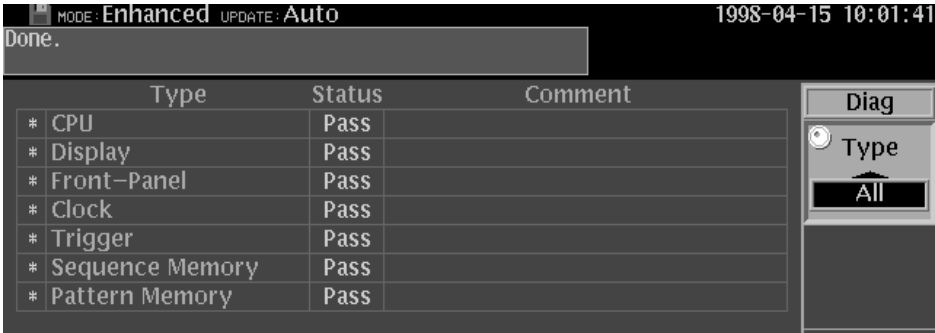 MODE:Enhanced UPDATE:Auto 1998-04-15 10:01:41
Done.
Type Status Comment
* CPU Pass
* Display Pass
* Front-Panel Pass
* Clock Pass
* Trigger Pass
* Sequence Memory Pass
* Pattern Memory Pass
Diag
Type
All